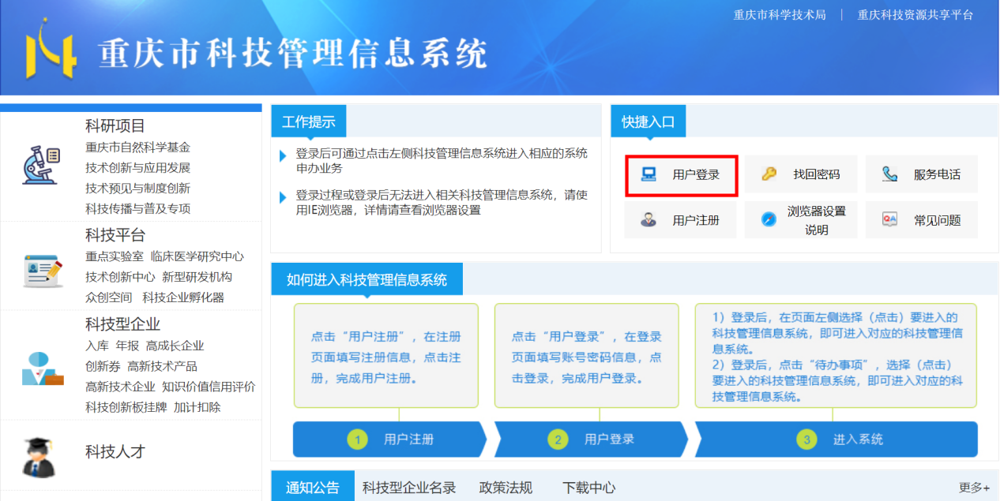 重庆市科学技术局 | 重庆科技资源共享平台
重庆市科技管理信息系统
科研项目
重庆市自然科学基金
技术创新与应用发展
技术预见与制度创新
科技传播与普及专项
科技平台
重点实验室 临床医学研究中心
技术创新中心 新型研发机构
众创空间 科技企业孵化器
科技型企业
入库 年报 高成长企业
创新券 高新技术产品
高新技术企业 知识价值信用评价
科技创新板挂牌 加计扣除
科技人才
工作提示
登录后可通过点击左侧科技管理信息系统进入相应的系统
申办业务
登录过程或登录后无法进入相关科技管理信息系统，请使
用IE浏览器，详情请查看浏览器设置
快捷入口
用户登录
找回密码
服务电话
用户注册
浏览器设置
说明
QA
常见问题
如何进入科技管理信息系统
点击“用户注册”，在注册
页面填写注册信息，点击注
册，完成用户注册。
点击“用户登录”，在登录
页面填写账号密码信息，点
击登录，完成用户登录。
1）登录后，在页面左侧选择（点击）要进入的
科技管理信息系统，即可进入对应的科技管理信
息系统。
2）登录后，点击“待办事项”，选择（点击）
要进入的科技管理信息系统，即可进入对应的科
技管理信息系统。
1 用户注册
2 用户登录
3 进入系统
通知公告 科技型企业名录 政策法规 下载中心 更多+